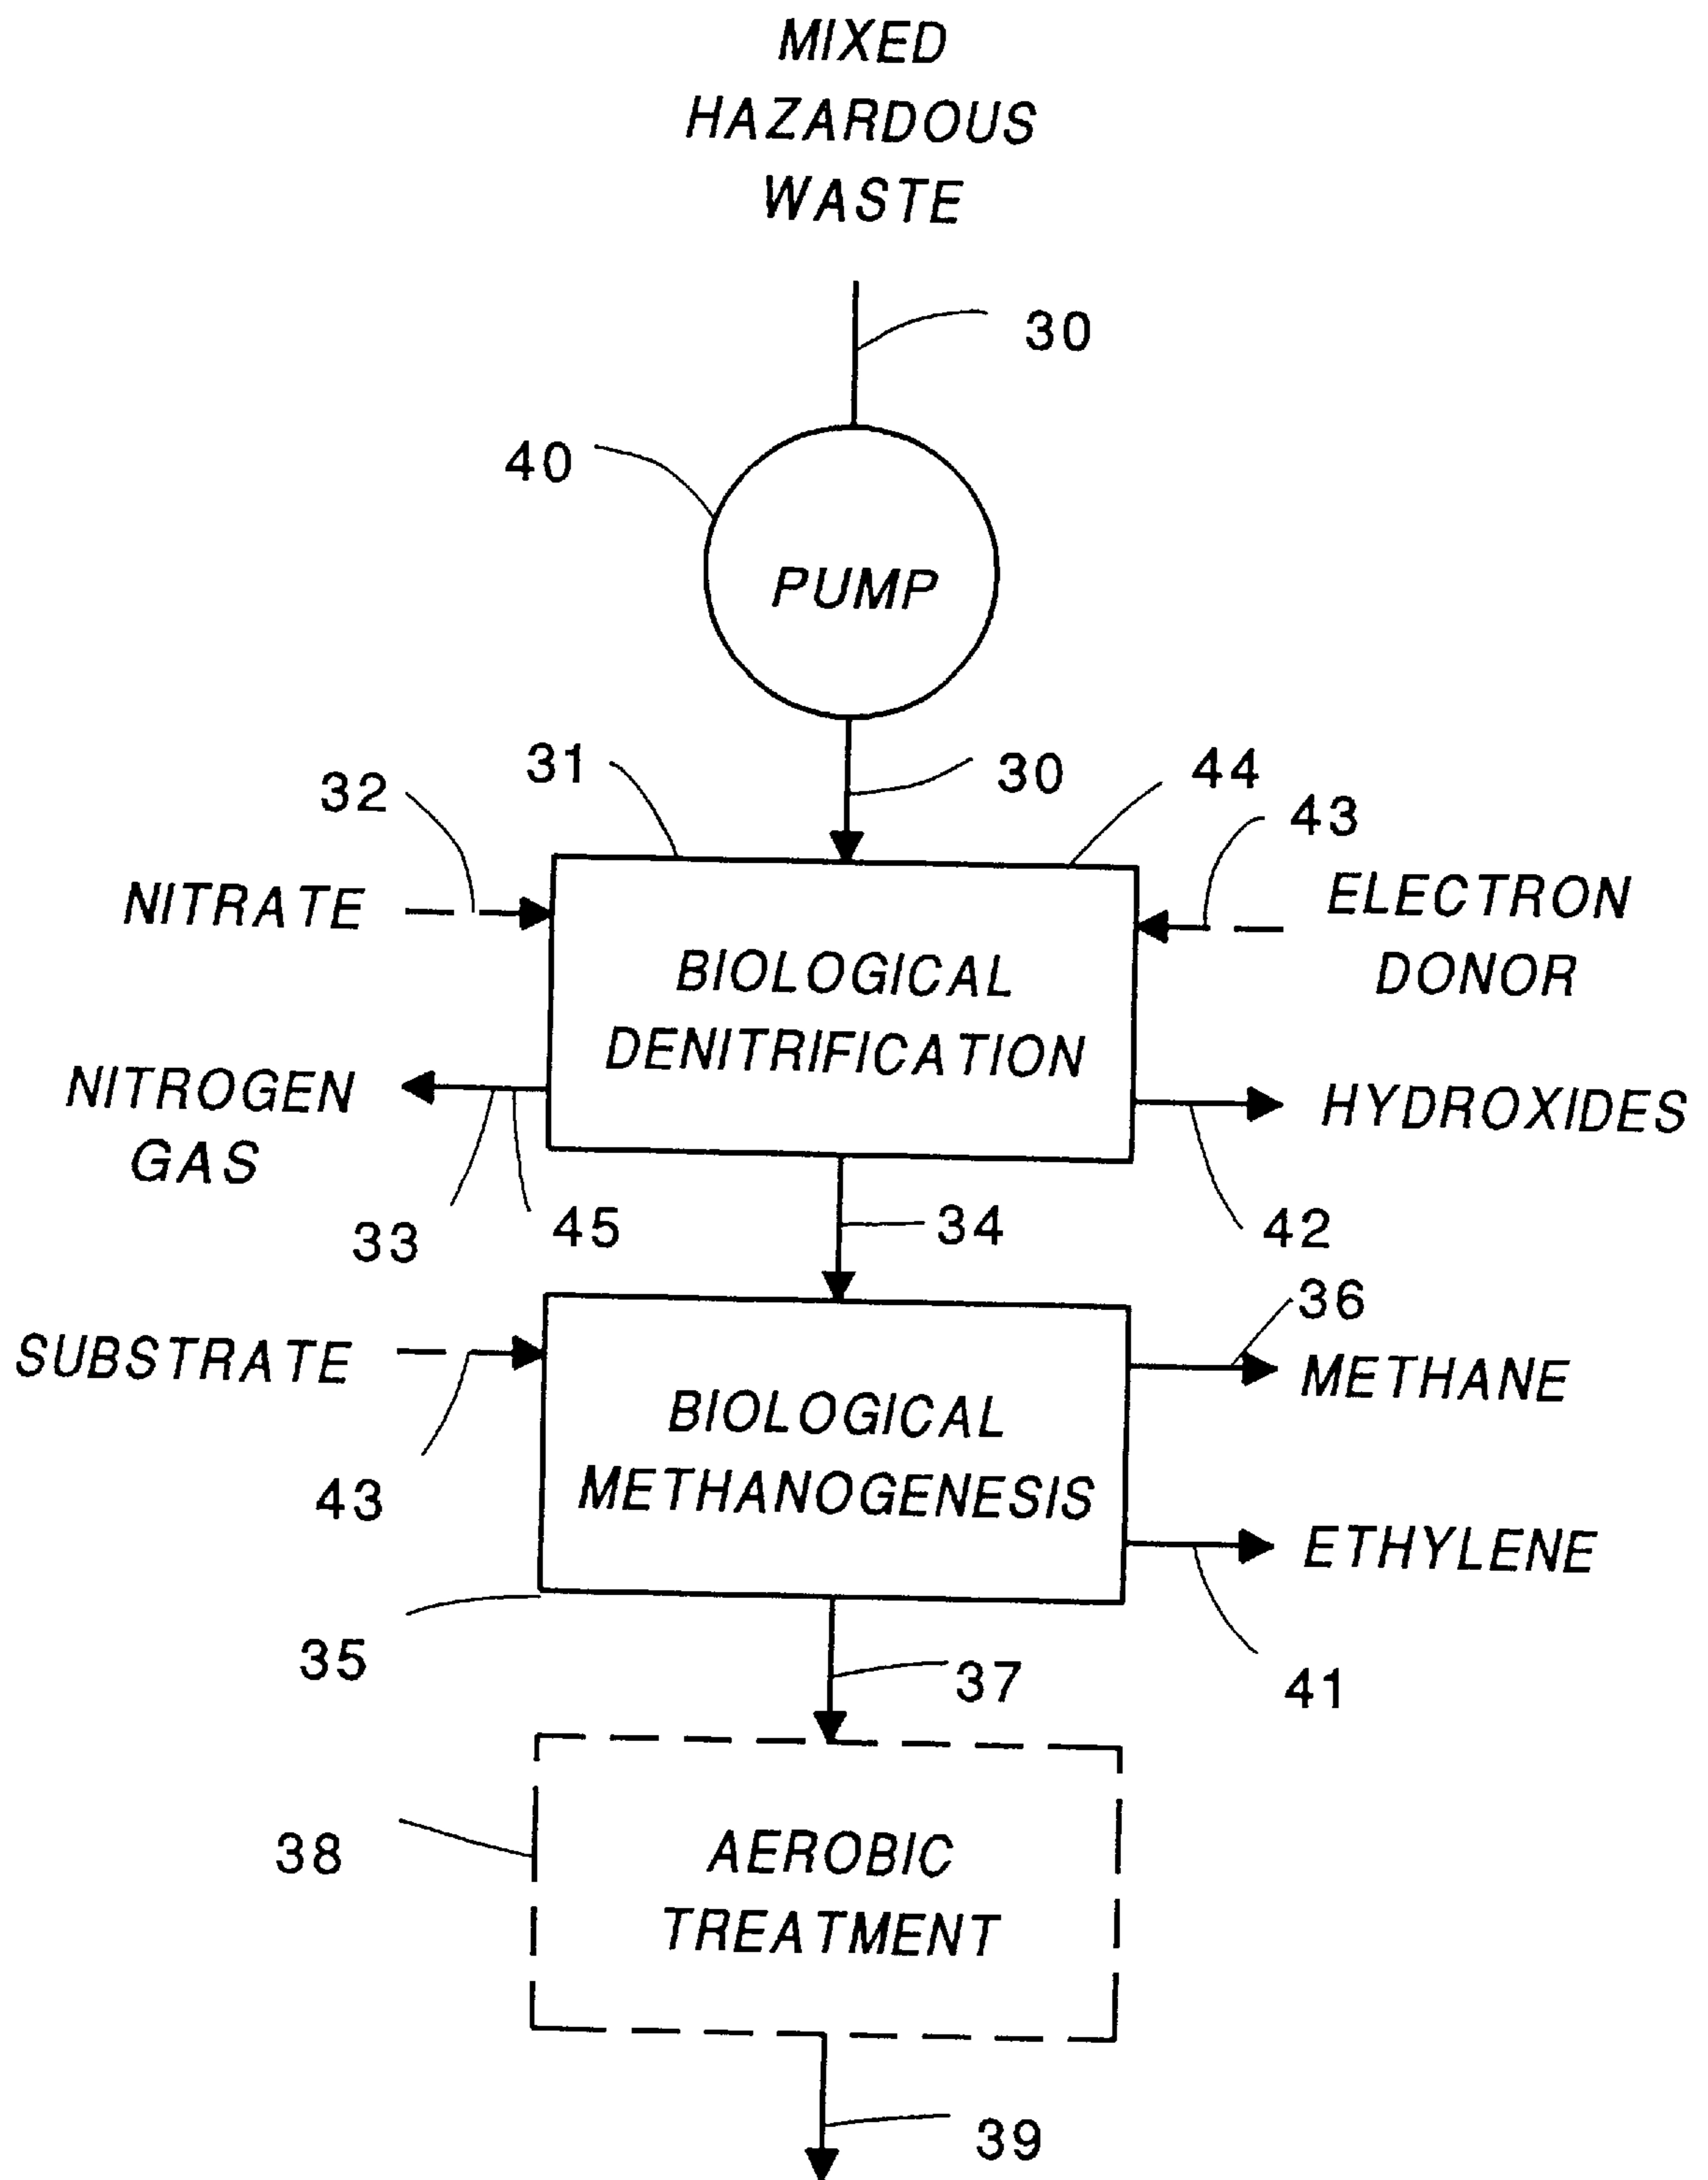 MIXED
HAZARDOUS
WASTE
30
40
PUMP
31
30
44
32
43
NITRATE
ELECTRON
DONOR
BIOLOGICAL
DENITRIFICATION
NITROGEN
GAS
HYDROXIDES
33
45
34
42
36
SUBSTRATE
METHANE
BIOLOGICAL
METHANOGENESIS
43
ETHYLENE
35
37
41
38
AEROBIC
TREATMENT
39